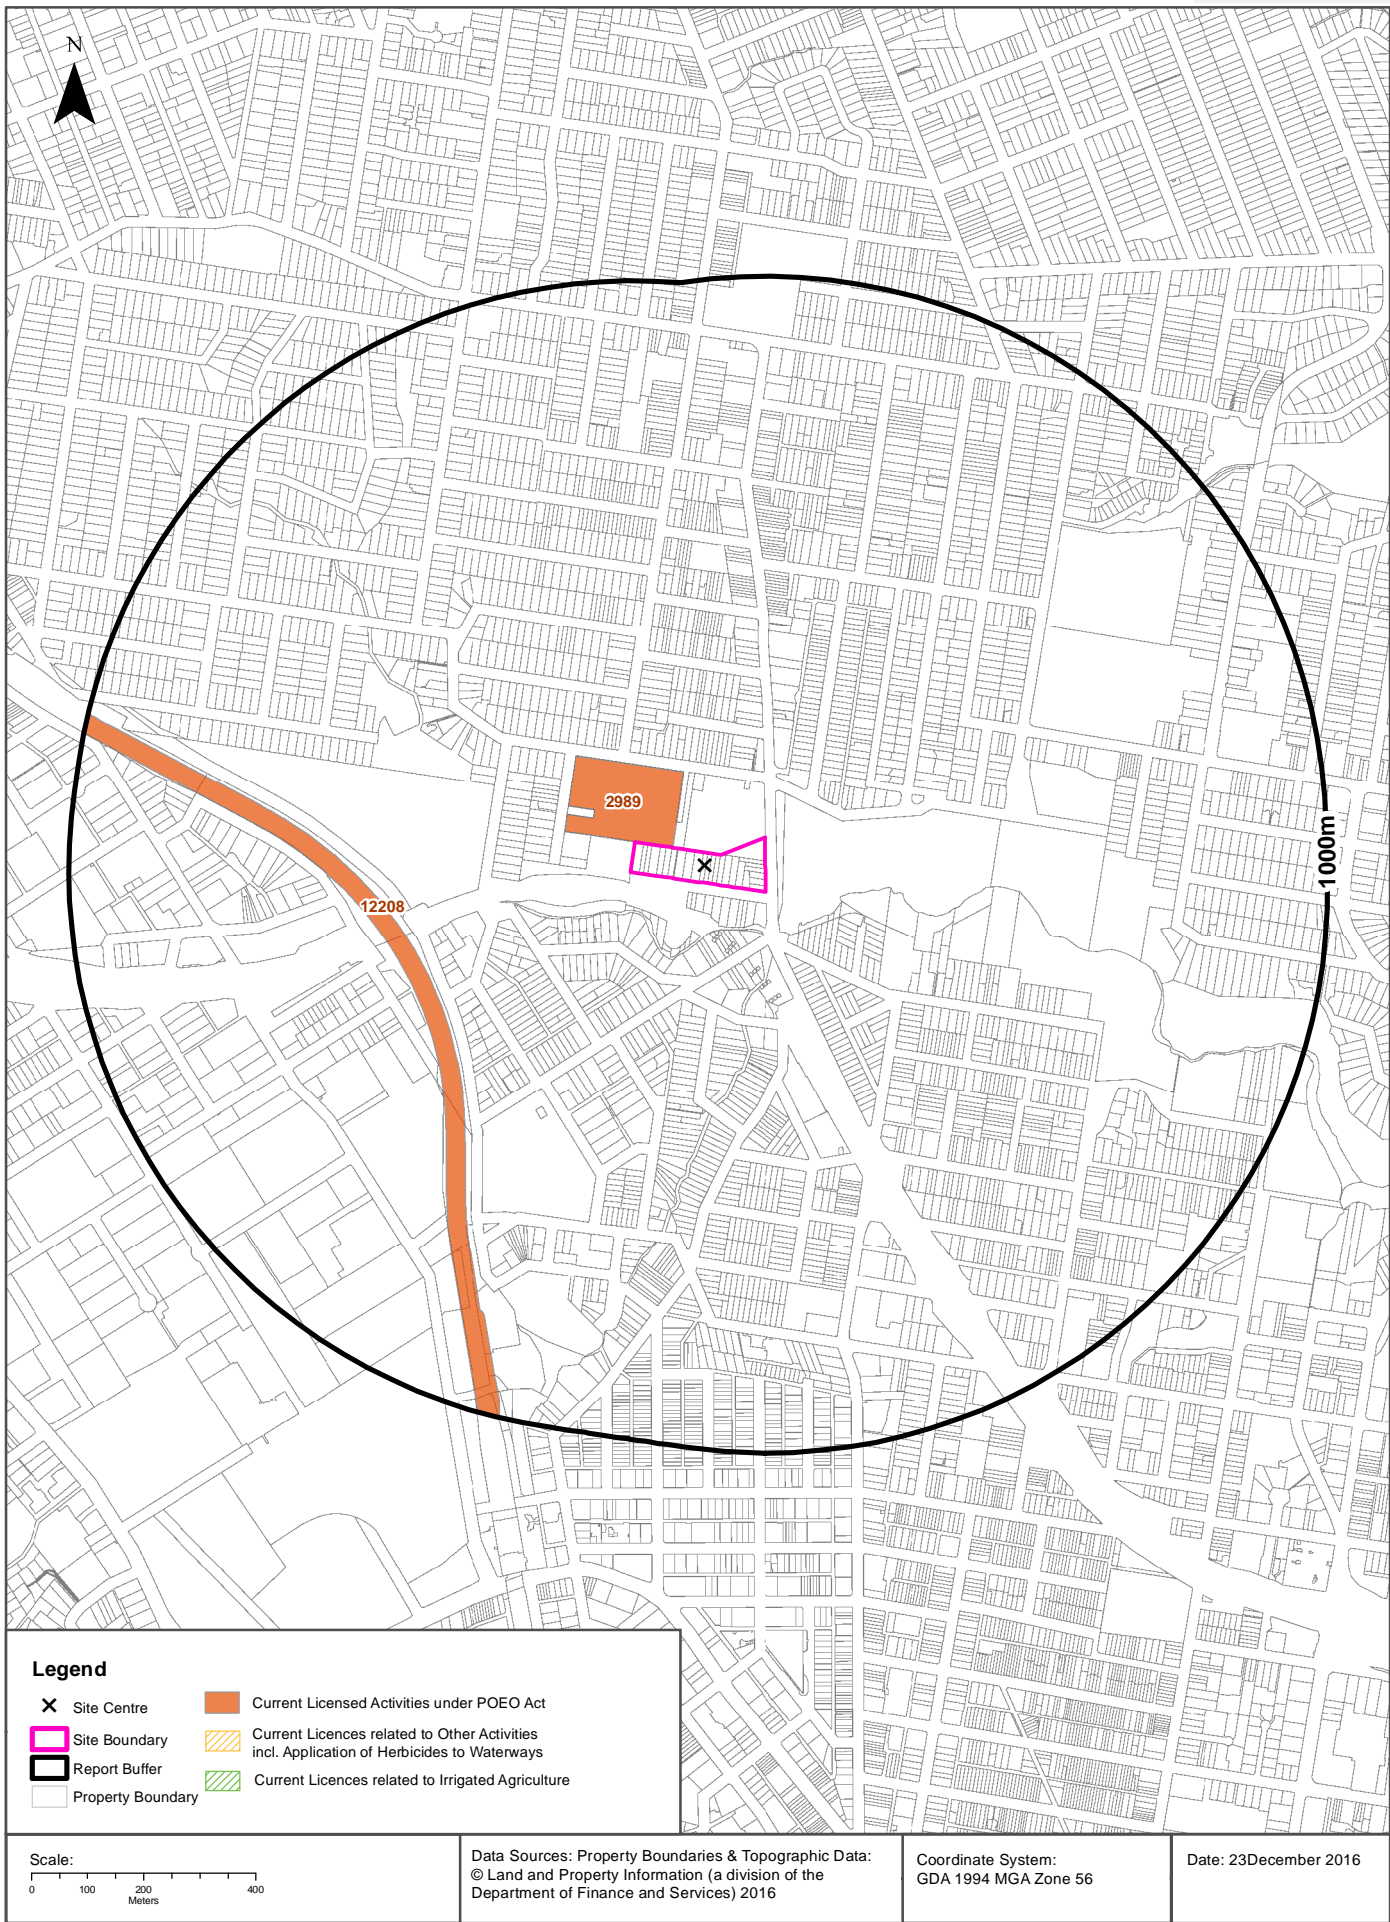 N
2989
12208
1000m
Legend
Site Centre
Site Boundary
Report Buffer
Property Boundary
Current Licensed Activities under POEO Act
Current Licences related to Other Activities
incl. Application of Herbicides to Waterways
Current Licences related to Irrigated Agriculture
Scale:
0 100 200 400
Meters
Data Sources: Property Boundaries & Topographic Data:
© Land and Property Information (a division of the
Department of Finance and Services) 2016
Coordinate System:
GDA 1994 MGA Zone 56
Date: 23December 2016